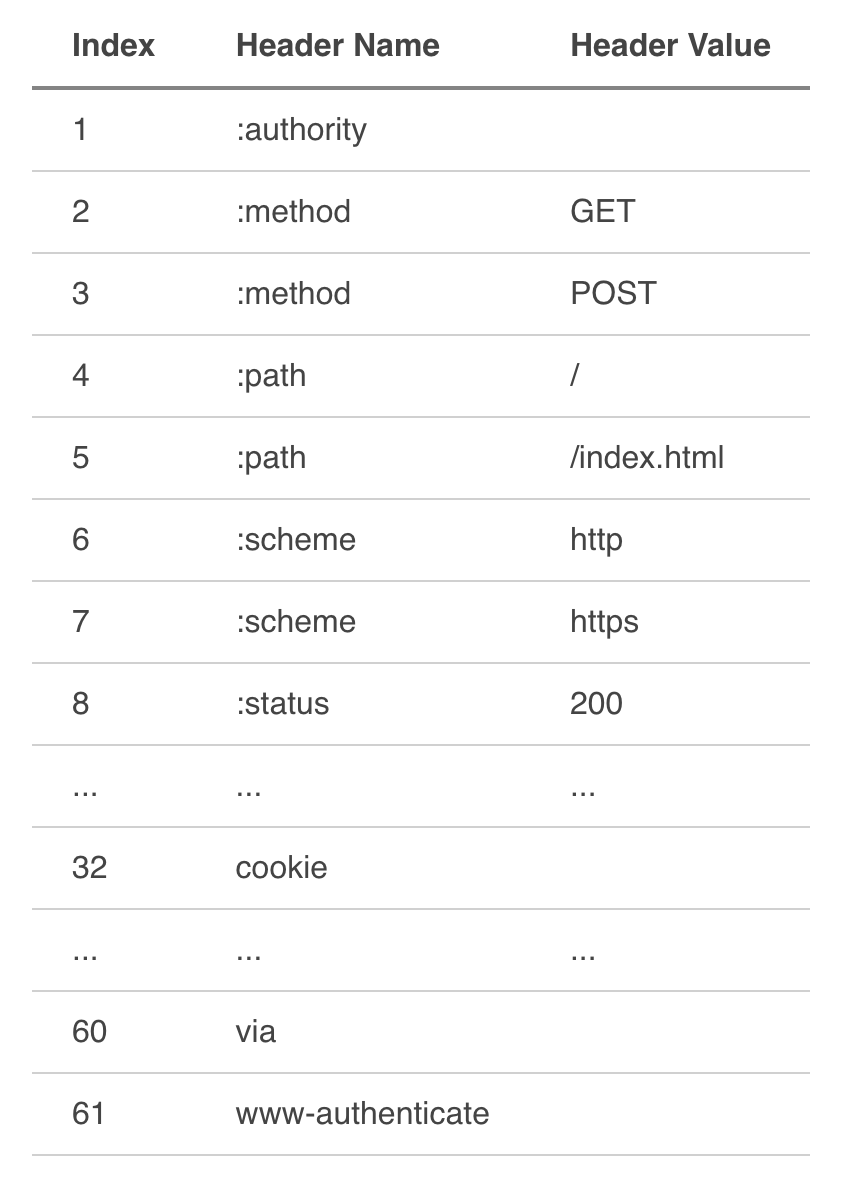 Index Header Name Header Value
1 :authority
2 :method GET
3 :method POST
4 :path /
5 :path /index.html
6 :scheme http
7 :scheme https
8 :status 200
... ... ...
32 cookie
... ... ...
60 via
61 www-authenticate